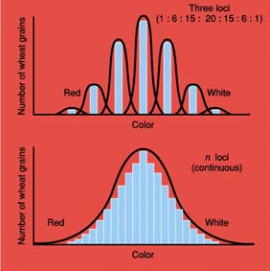 Three loci
(1 : 6 : 15 : 20 : 15 : 6 : 1)
Number of wheat grains
Red
White
Color
n loci
(continuous)
Number of wheat grains
Red
White
Color